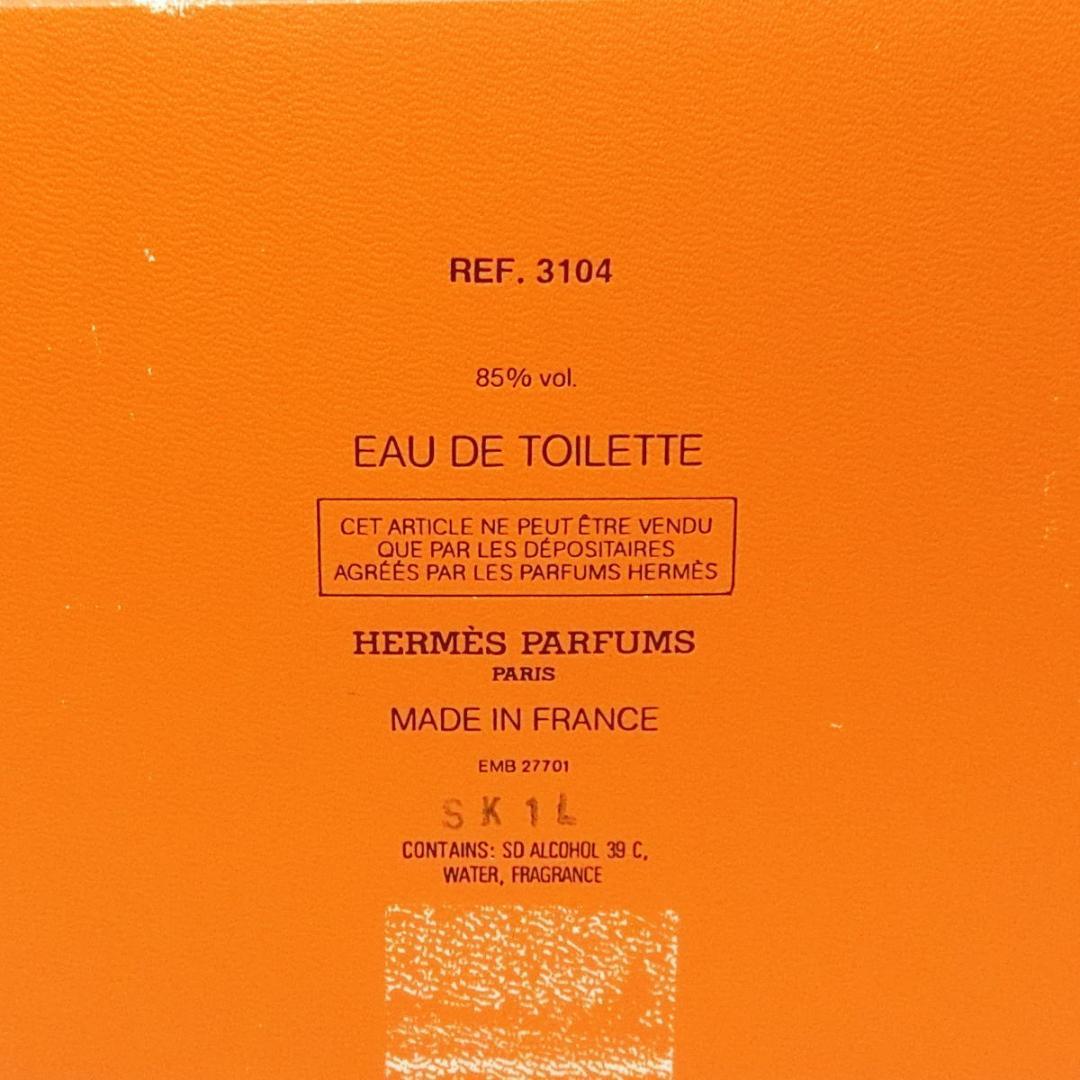 REF. 3104
85% vol.
EAU DE TOILETTE
CET ARTICLE NE PEUT ÊTRE VENDU
QUE PAR LES DÉPOSITAIRES
AGRÉÉS PAR LES PARFUMS HERMÈS
HERMÈS PARFUMS
PARIS
MADE IN FRANCE
EMB 27701
SK1L
CONTAINS: SD ALCOHOL 39 C,
WATER, FRAGRANCE